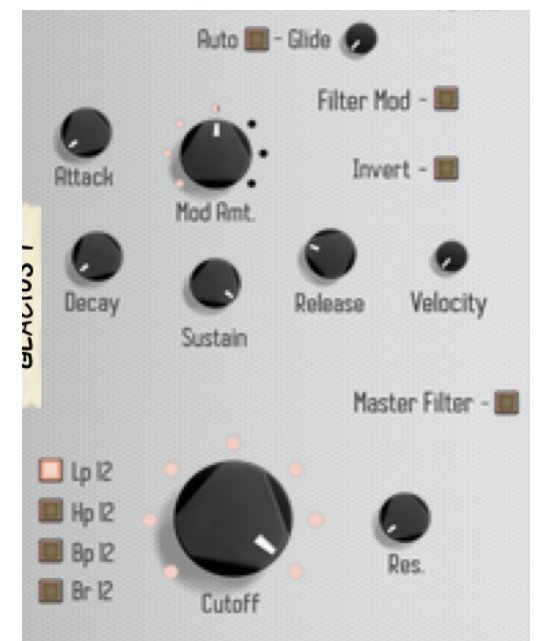 Auto - Glide
Filter Mod -
Attack
Invert -
Mod Amt.
Decay
Release
Velocity
Sustain
Master Filter -
Lp 12
Hp 12
Bp 12
Br 12
Cutoff
Res.